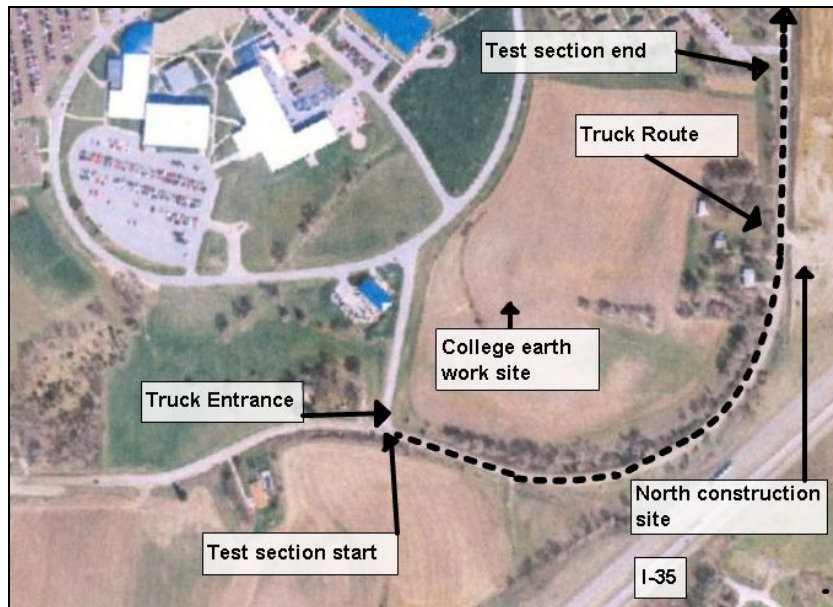 Test section end
Truck Route
College earth
work site
Truck Entrance
North construction
site
Test section start
I-35